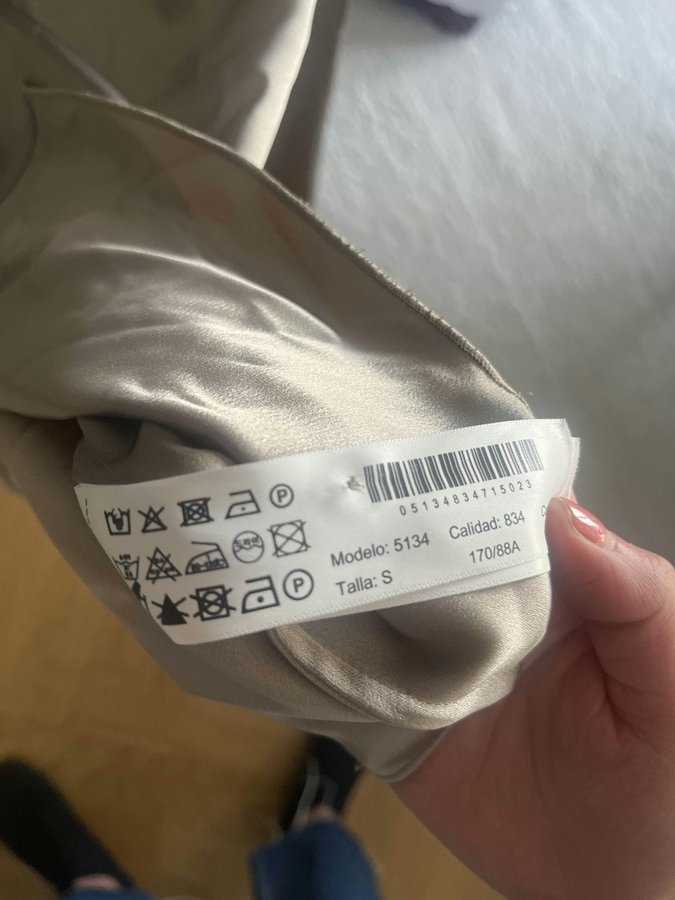 05134834715023
Modelo: 5134 Calidad: 834
Talla: S 170/88A
P
P